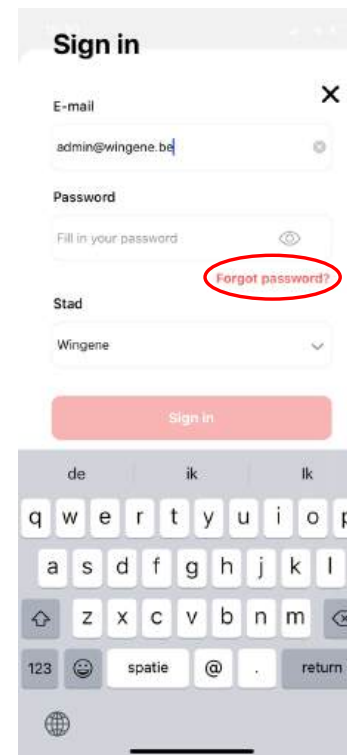 Sign in
E-mail
admin@wingene.be
Password
Fill in your password
Forgot password?
Stad
Wingene
Sign in
de ik Ik
q w e r t y u i o p
a s d f g h j k l
z x c v b n m
123 spatie @ . return